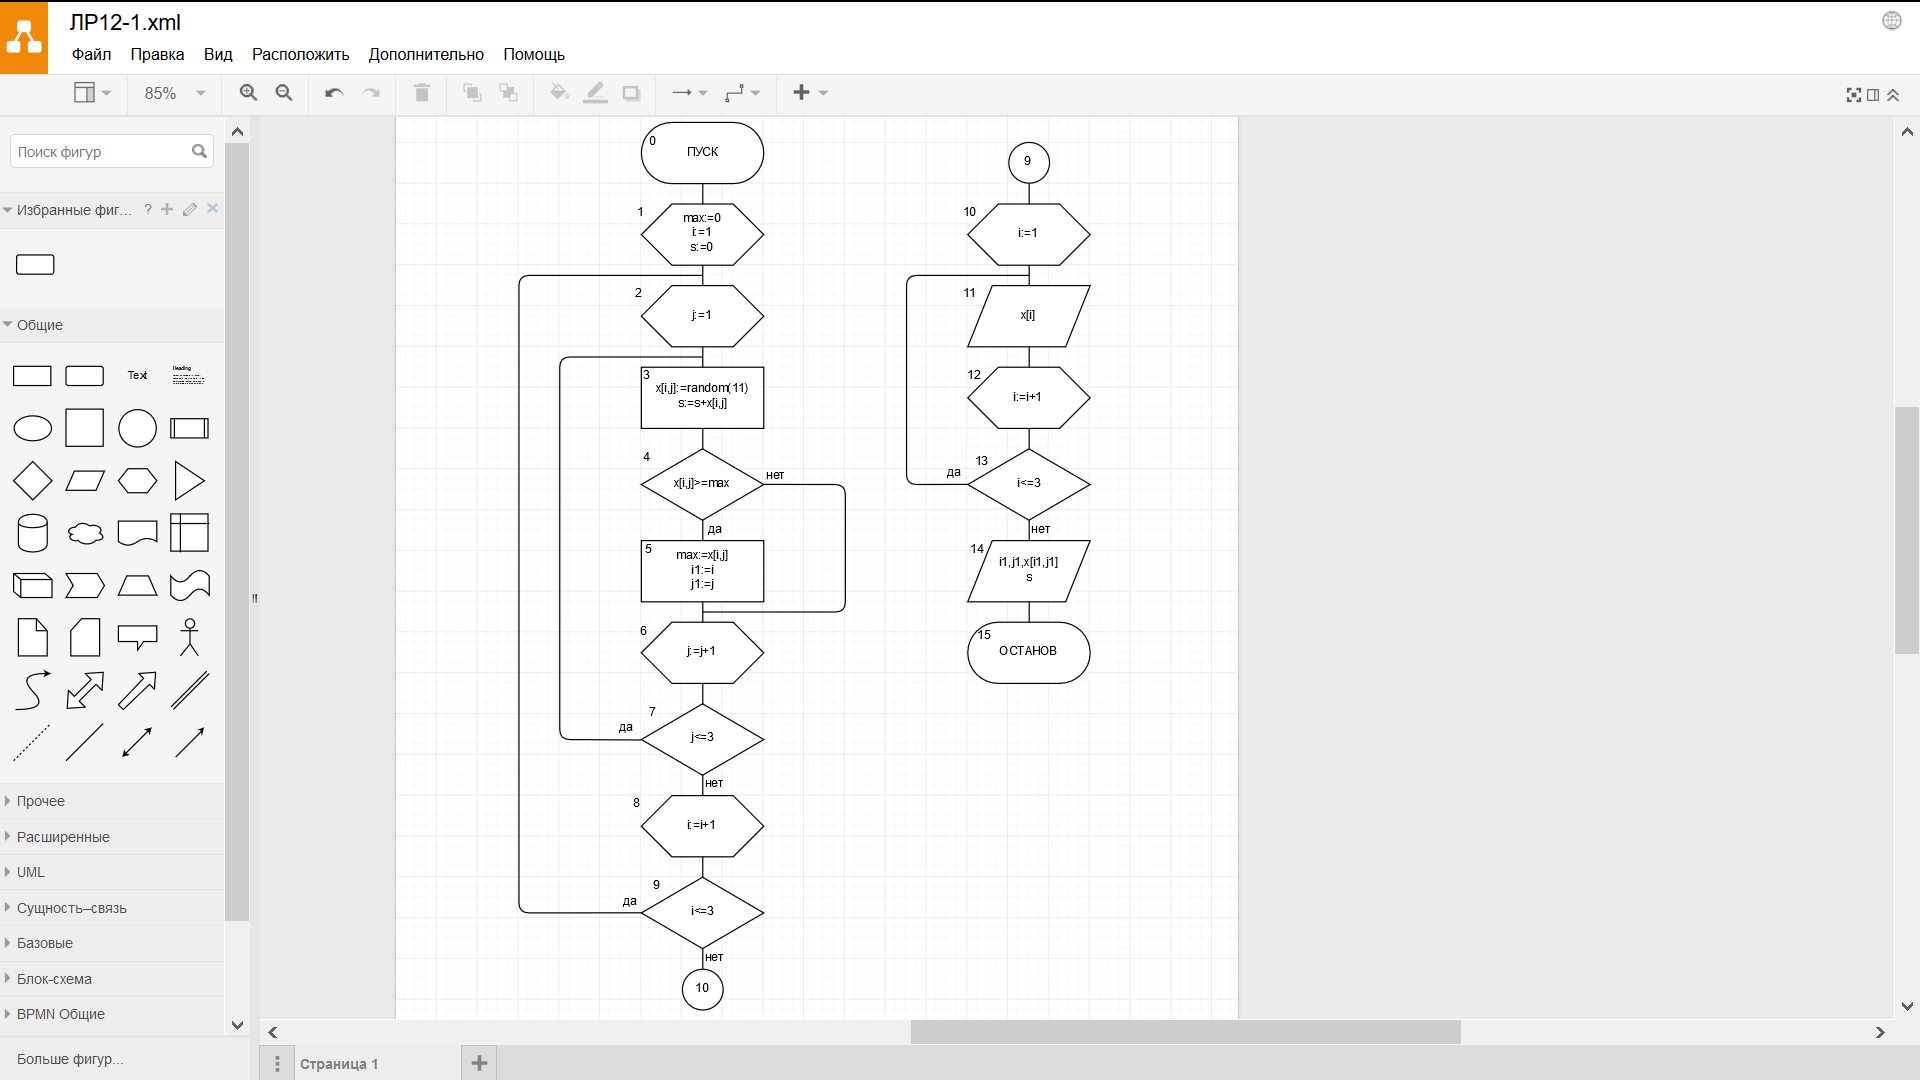 ЛР12-1.xml
Файл Правка Вид Расположить Дополнительно Помощь
85%
Поиск фигур
Избранные фиг... ?
Общие
Text
Heading
Прочее
Расширенные
UML
Сущность–связь
Базовые
Блок-схема
BPMN Общие
Больше фигур...
0
ПУСК
1
max:=0
i:=1
s:=0
2
j:=1
3
x[i,j]:=random(11)
s:=s+x[i,j]
4
x[i,j]>=max
нет
да
5
max:=x[i,j]
i1:=i
j1:=j
6
j:=j+1
7
да
j<=3
нет
8
i:=i+1
9
да
i<=3
нет
10
9
10
i:=1
11
x[i]
12
i:=i+1
13
да
i<=3
нет
14
i1,j1,x[i1,j1]
s
15
ОСТАНОВ
Страница 1